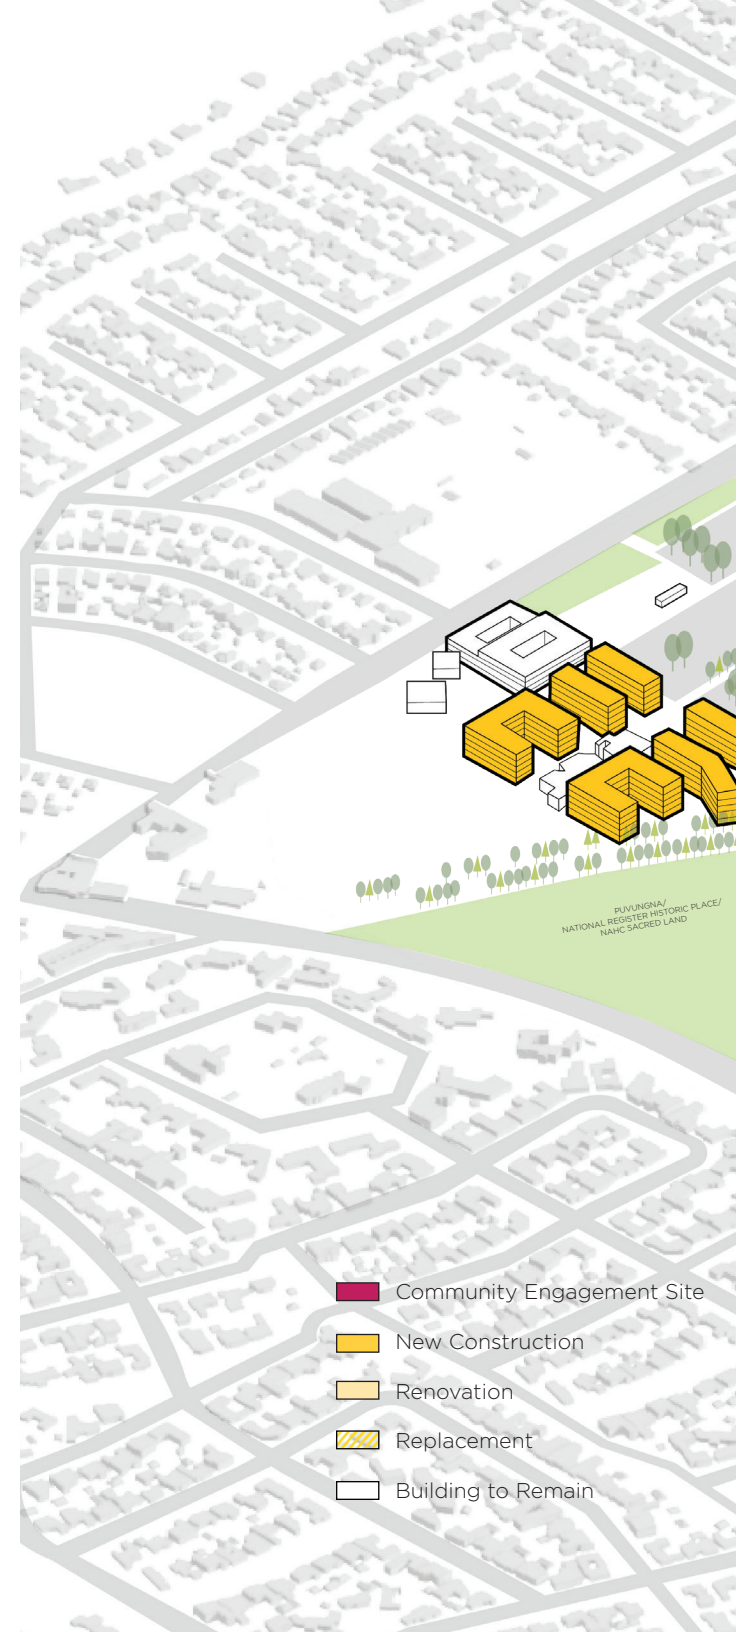 PUVUNGNA/
NATIONAL REGISTER HISTORIC PLACE/
NAHC SACRED LAND
Community Engagement Site
New Construction
Renovation
Replacement
Building to Remain